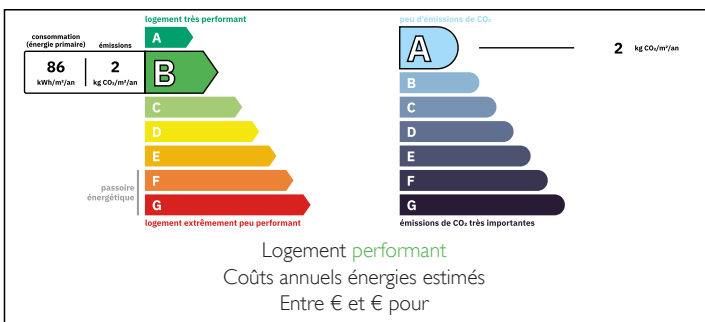 logement très performant
consommation
(énergie primaire)
émissions
86
kWh/m²/an
2
kg CO₂/m²/an
A
B
C
D
E
F
G
passoire
énergétique
logement extrêmement peu performant
peu d'émissions de CO₂
A
2 kg CO₂/m²/an
B
C
D
E
F
G
émissions de CO₂ très importantes
Logement performant
Coûts annuels énergies estimés
Entre € et € pour